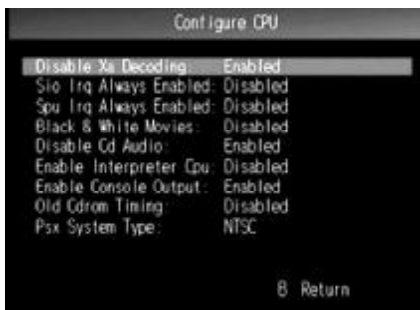 Configure CPU
Disable Xa Decoding: Enabled
Sio Irq Always Enabled: Disabled
Spu Irq Always Enabled: Disabled
Black & White Movies: Disabled
Disable Cd Audio: Enabled
Enable Interpreter Cpu: Disabled
Enable Console Output: Enabled
Old Cdrom Timing: Disabled
Psx System Type: NTSC
B Return